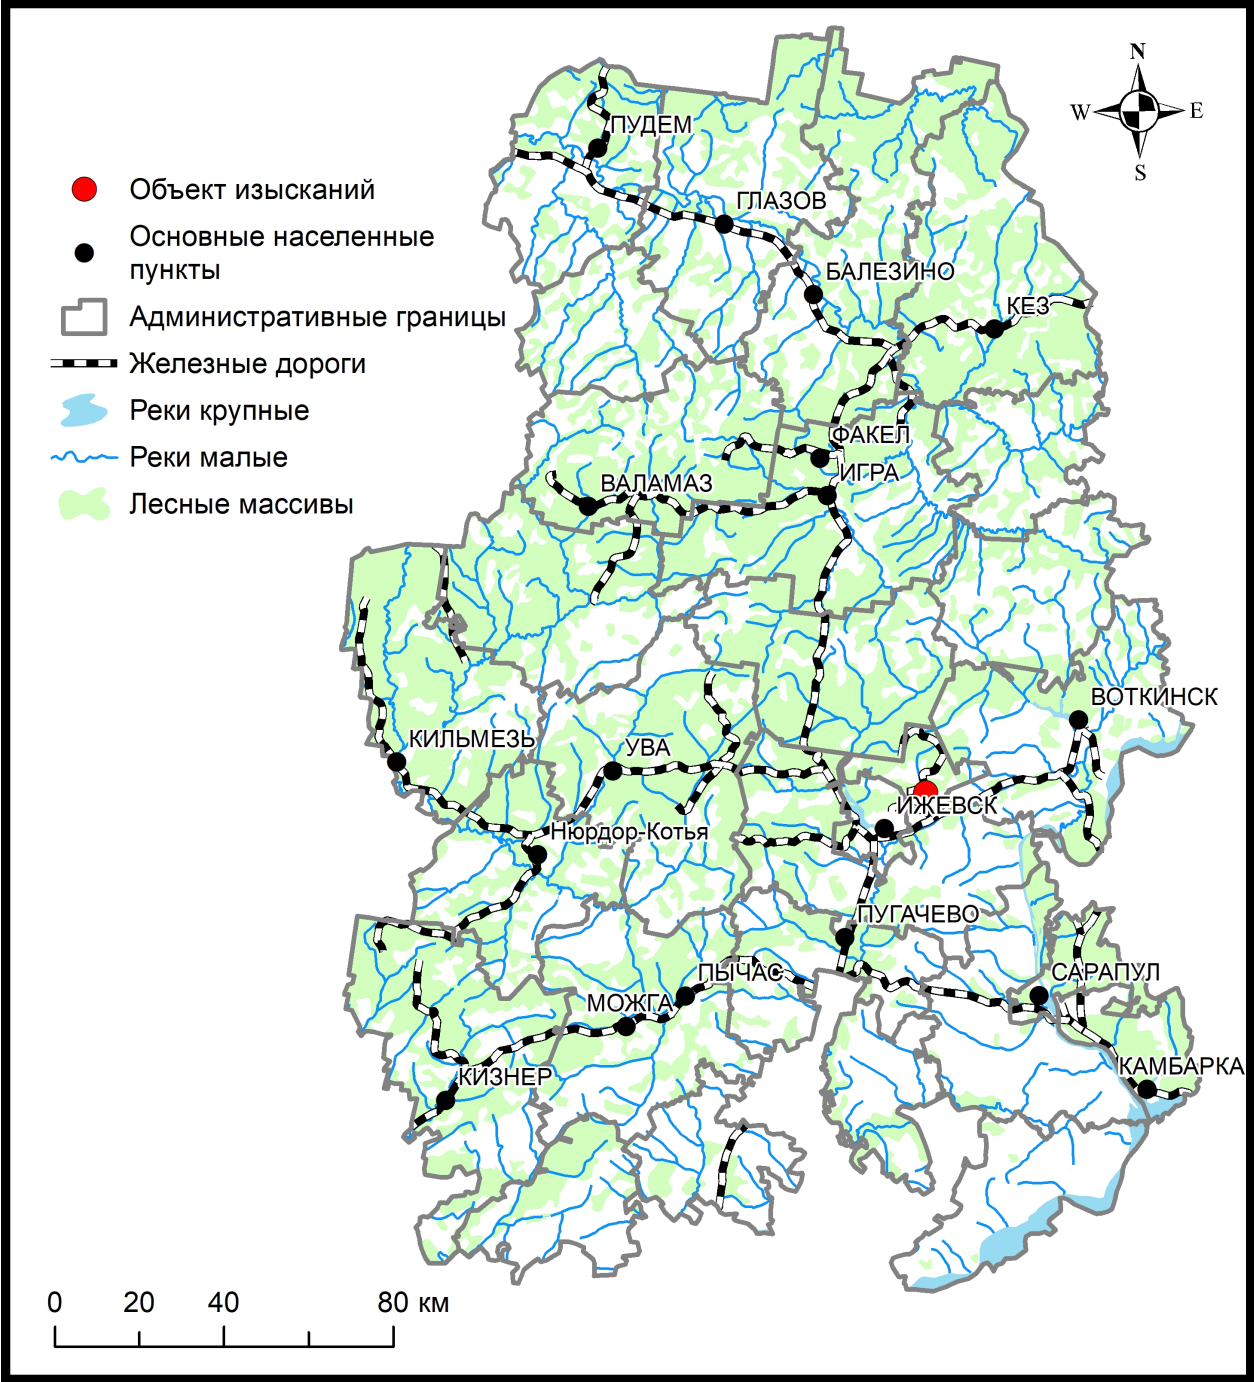 N
W E
S
Объект изысканий
Основные населенные
пункты
Административные границы
Железные дороги
Реки крупные
Реки малые
Лесные массивы
ПУДЕМ
ГЛАЗОВ
БАЛЕЗИНО
КЕЗ
ФАКЕЛ
ИГРА
ВАЛАМАЗ
ВОТКИНСК
КИЛЬМЕЗЬ
УВА
ИЖЕВСК
Нюрдор-Котья
ПУГАЧЕВО
ПЫЧАС
САРАПУЛ
МОЖГА
КИЗНЕР
КАМБАРКА
0 20 40 80 км